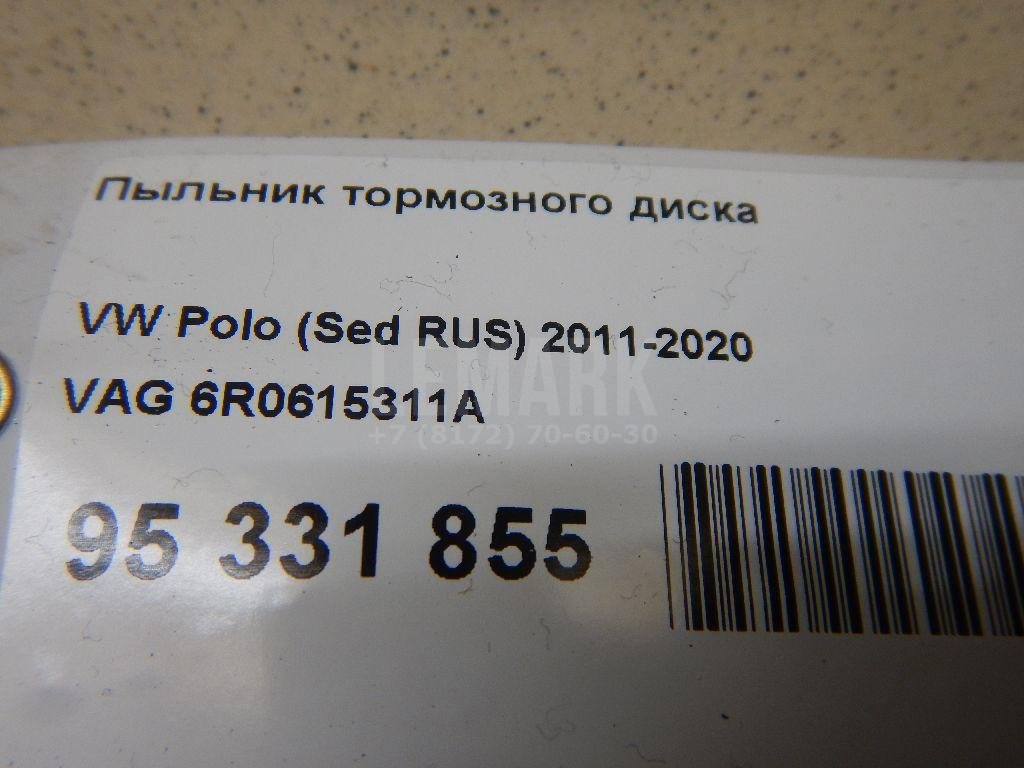 Пыльник тормозного диска
VW Polo (Sed RUS) 2011-2020
LEMARK
VAG 6R0615311A
+7 (8172) 70-60-30
95 331 855